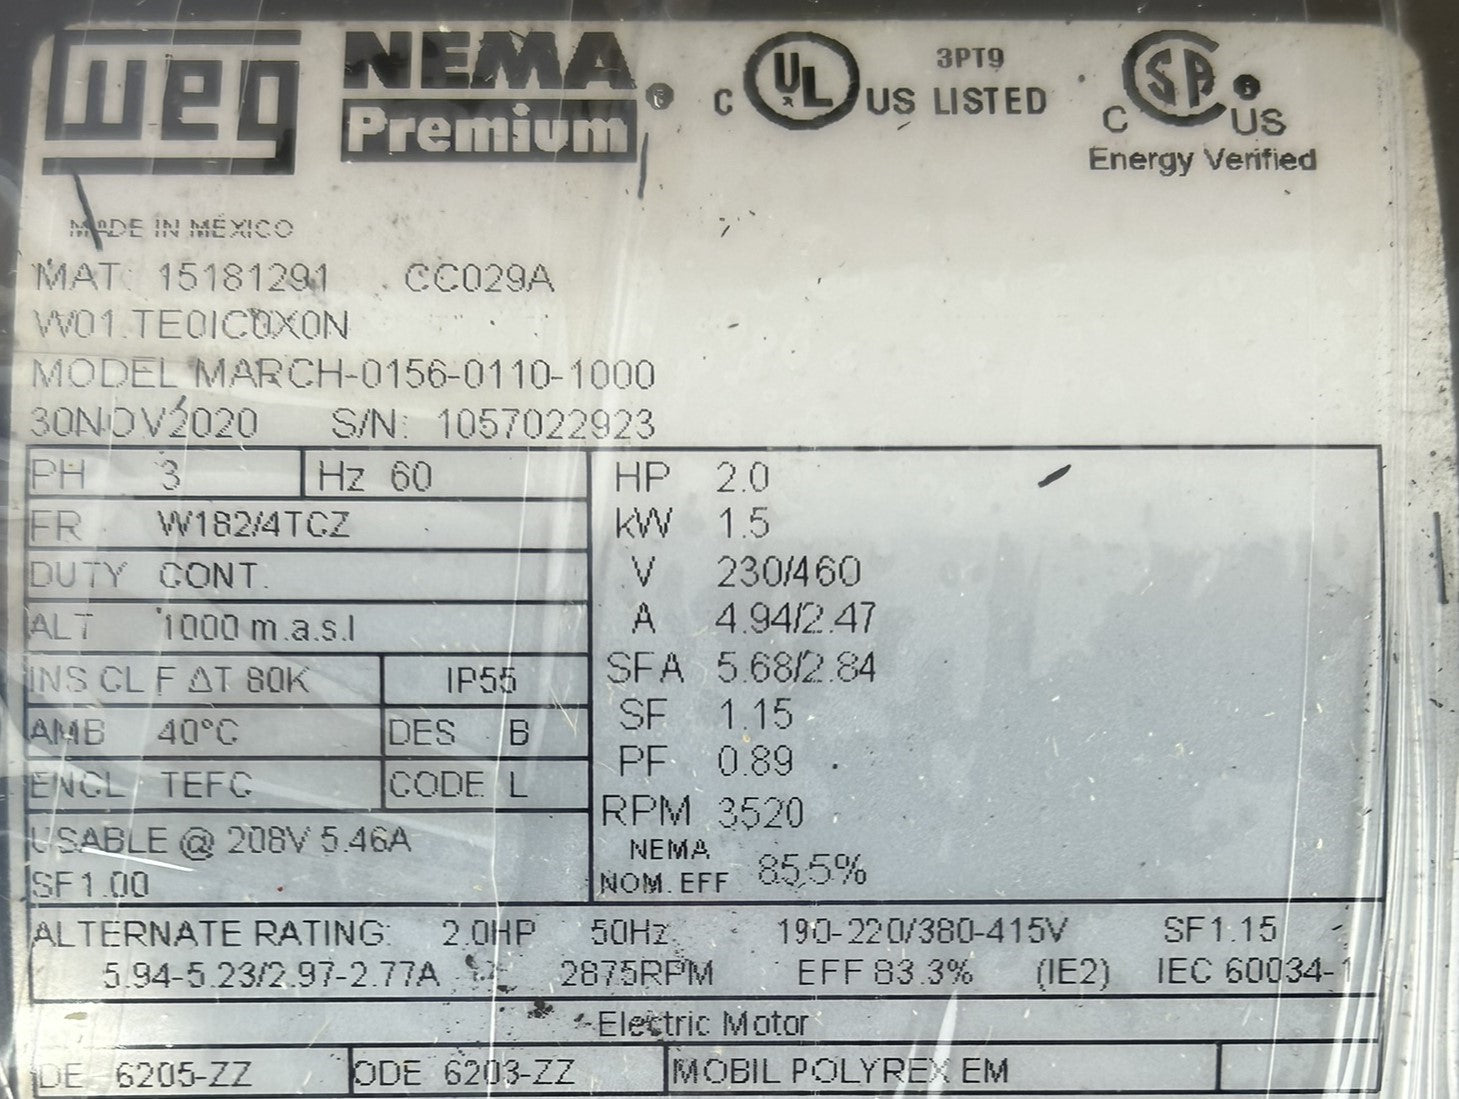 WEG NEMA Premium® C UL US LISTED 3PT9 C SA® US
Energy Verified
MADE IN MEXICO
MAT: 15181291 CC029A
W01.TE0IC0X0N
MODEL MARCH-0156-0110-1000
30NOV2020 S/N: 1057022923
PH 3 Hz 60
FR W182/4TCZ
DUTY CONT.
ALT 1000 m.a.s.l
INS CL F ΔT 80K IP55
AMB 40°C DES B
ENCL TEFC CODE L
USABLE @ 208V 5.46A
SF1.00
HP 2.0
kW 1.5
V 230/460
A 4.94/2.47
SFA 5.68/2.84
SF 1.15
PF 0.89
RPM 3520
NEMA
NOM. EFF 85.5%
ALTERNATE RATING: 2.0HP 50Hz 190-220/380-415V SF1.15
5.94-5.23/2.97-2.77A 2875RPM EFF 83.3% (IE2) IEC 60034-1
Electric Motor
DE 6205-ZZ ODE 6203-ZZ MOBIL POLYREX EM